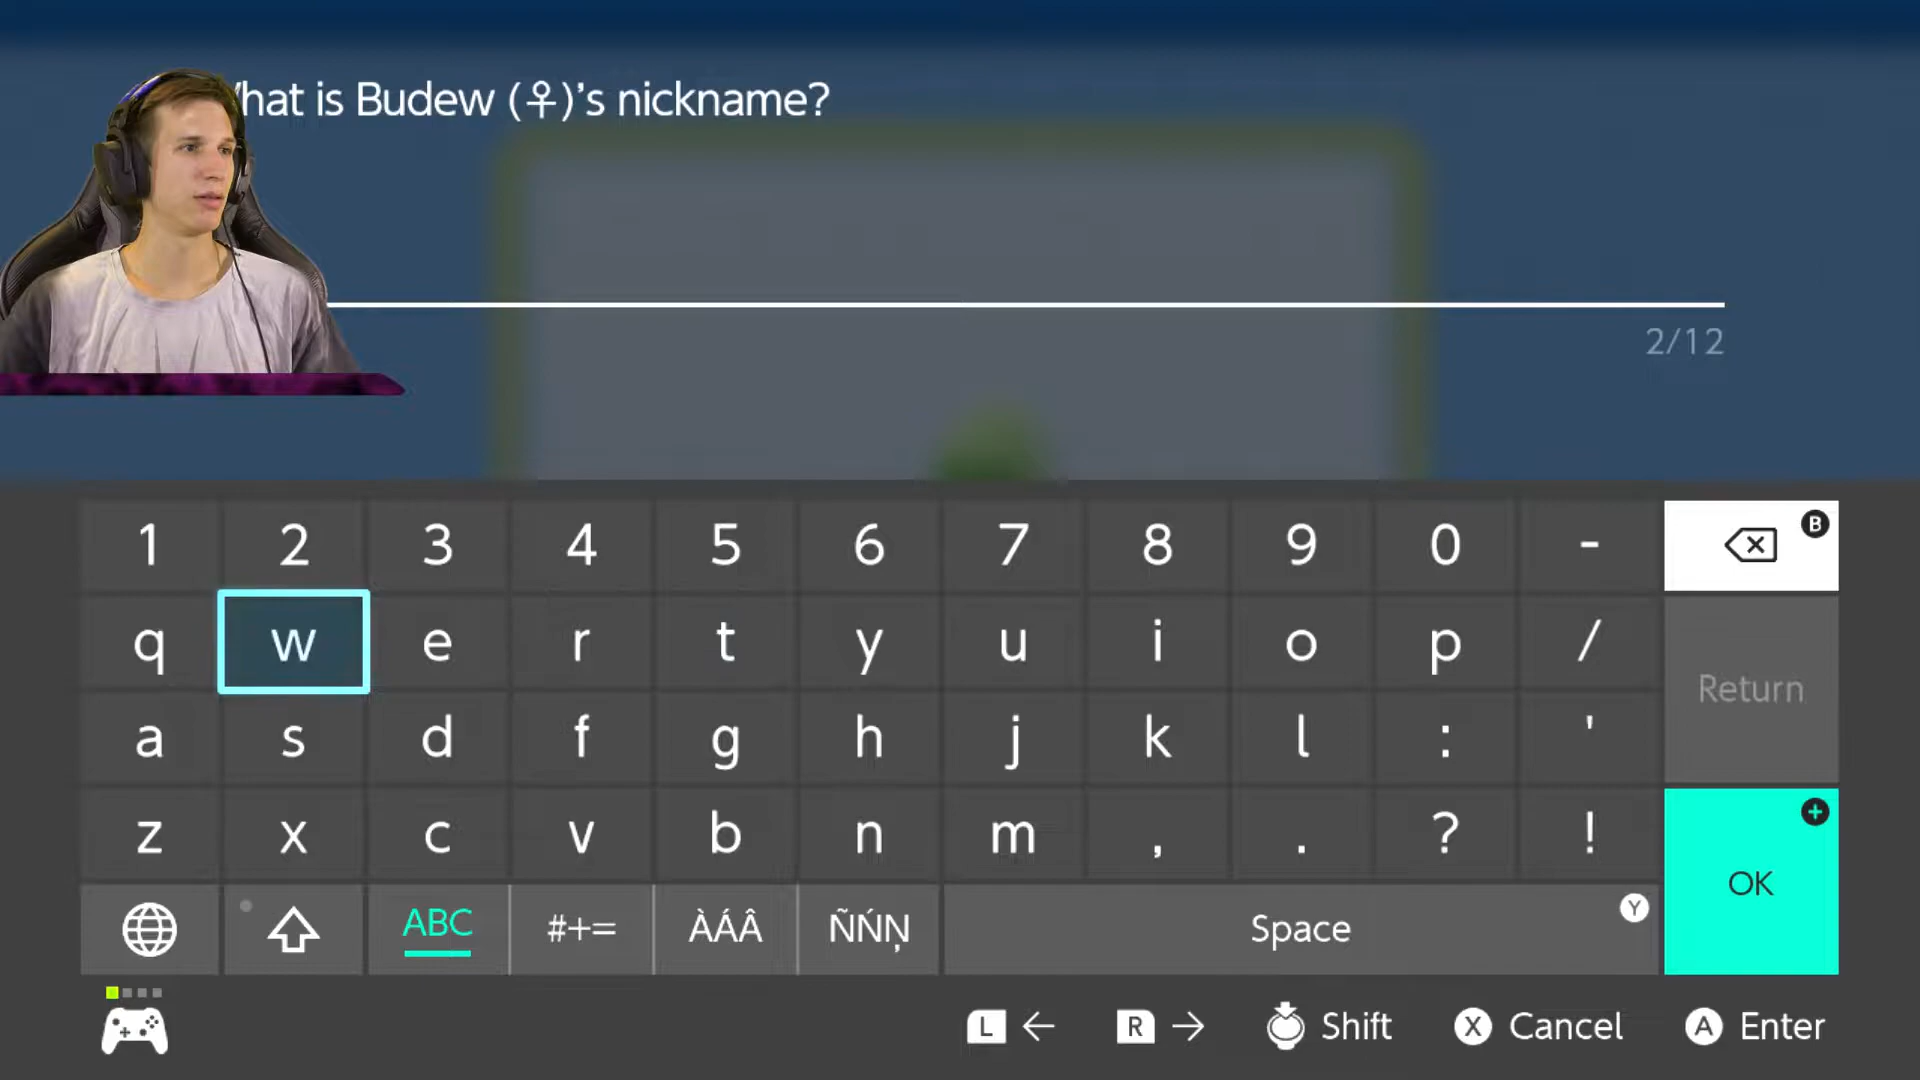 hat is Budew (♀)'s nickname?
2/12
1 2 3 4 5 6 7 8 9 0 -
B
q w e r t y u i o p /
Return
a s d f g h j k l : '
z x c v b n m , . ? !
+
OK
ABC #+= ÀÁÂ ÑŃŅ Space Y
L ← R → Shift X Cancel A Enter